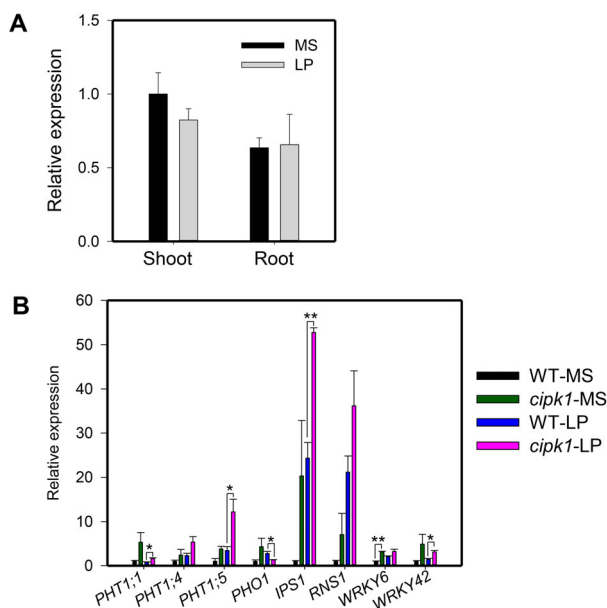 A
Relative expression
1.5
1.0
0.5
0.0
MS
LP
Shoot
Root
B
Relative expression
60
50
40
30
20
10
0
*
*
*
**
**
*
WT-MS
cipk1-MS
WT-LP
cipk1-LP
PHT1;1
PHT1;4
PHT1;5
PHO1
IPS1
RNS1
WRKY6
WRKY42